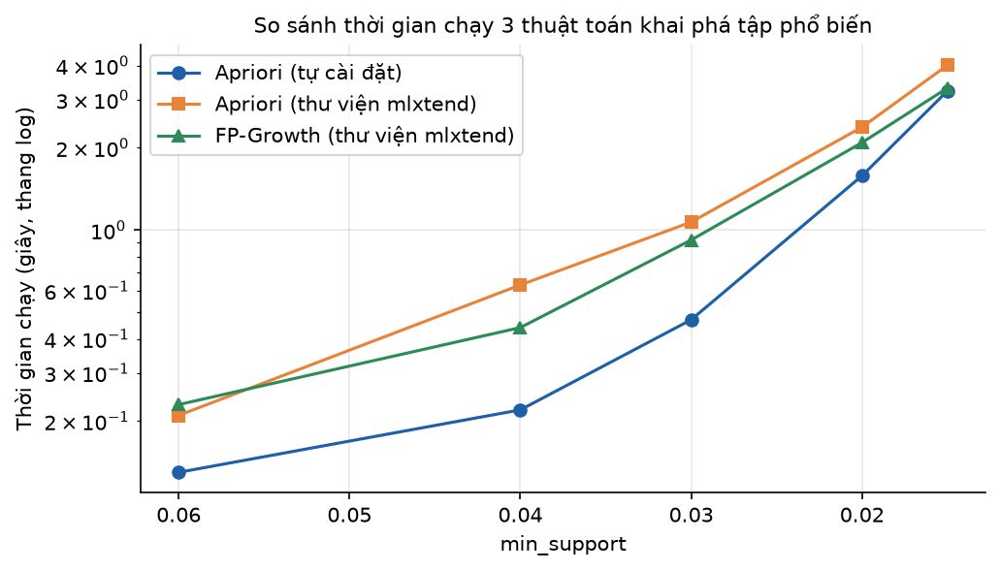 So sánh thời gian chạy 3 thuật toán khai phá tập phổ biến
Apriori (tự cài đặt)
Apriori (thư viện mlxtend)
FP-Growth (thư viện mlxtend)
Thời gian chạy (giây, thang log)
4 × 10⁰
3 × 10⁰
2 × 10⁰
10⁰
6 × 10⁻¹
4 × 10⁻¹
3 × 10⁻¹
2 × 10⁻¹
0.06 0.05 0.04 0.03 0.02
min_support